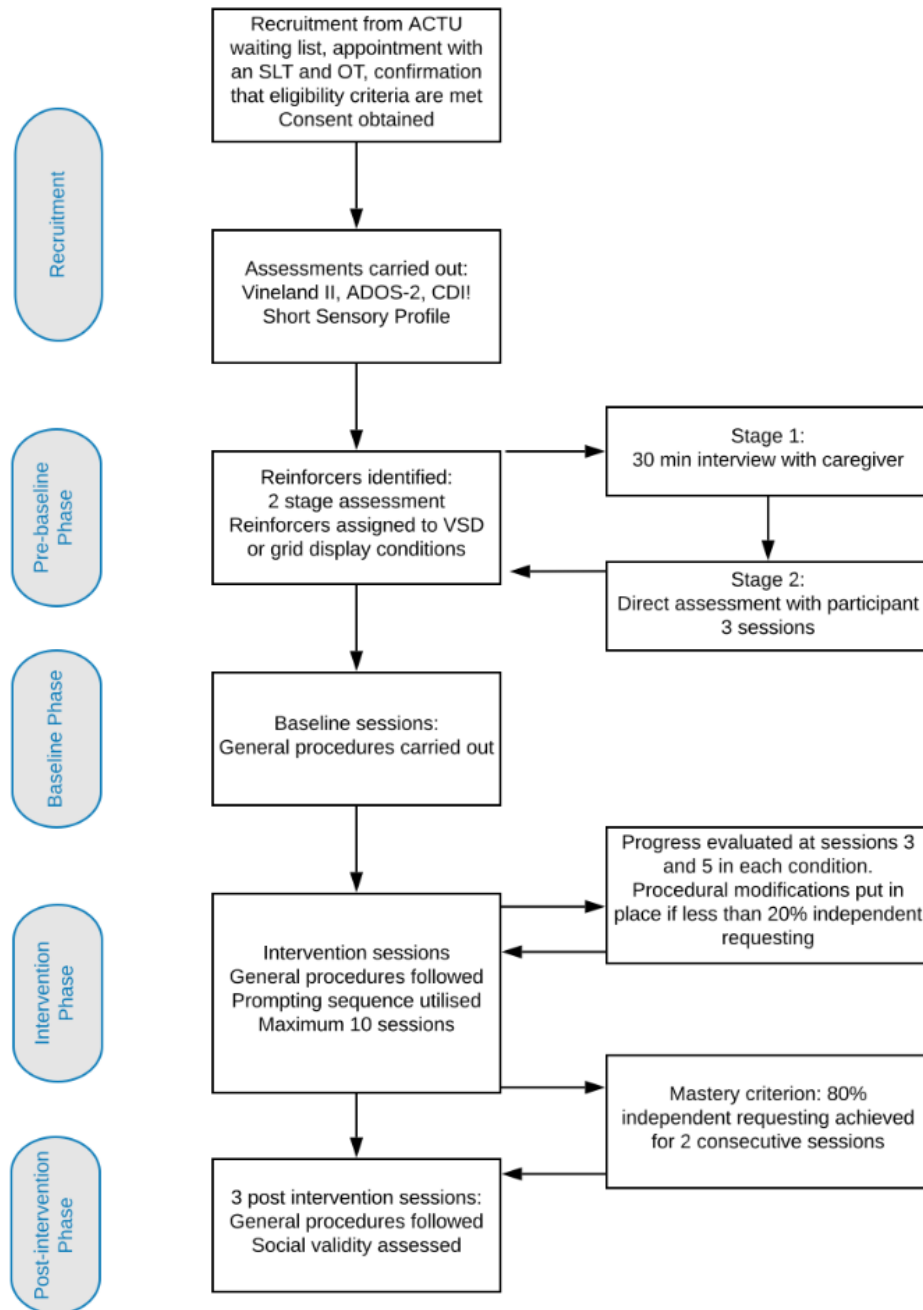 Recruitment from ACTU
waiting list, appointment with
an SLT and OT, confirmation
that eligibility criteria are met
Consent obtained
Recruitment
Assessments carried out:
Vineland II, ADOS-2, CDI!
Short Sensory Profile
Pre-baseline
Phase
Reinforcers identified:
2 stage assessment
Reinforcers assigned to VSD
or grid display conditions
Stage 1:
30 min interview with caregiver
Stage 2:
Direct assessment with participant
3 sessions
Baseline Phase
Baseline sessions:
General procedures carried out
Intervention
Phase
Intervention sessions
General procedures followed
Prompting sequence utilised
Maximum 10 sessions
Progress evaluated at sessions 3
and 5 in each condition.
Procedural modifications put in
place if less than 20% independent
requesting
Mastery criterion: 80%
independent requesting achieved
for 2 consecutive sessions
Post-intervention
Phase
3 post intervention sessions:
General procedures followed
Social validity assessed